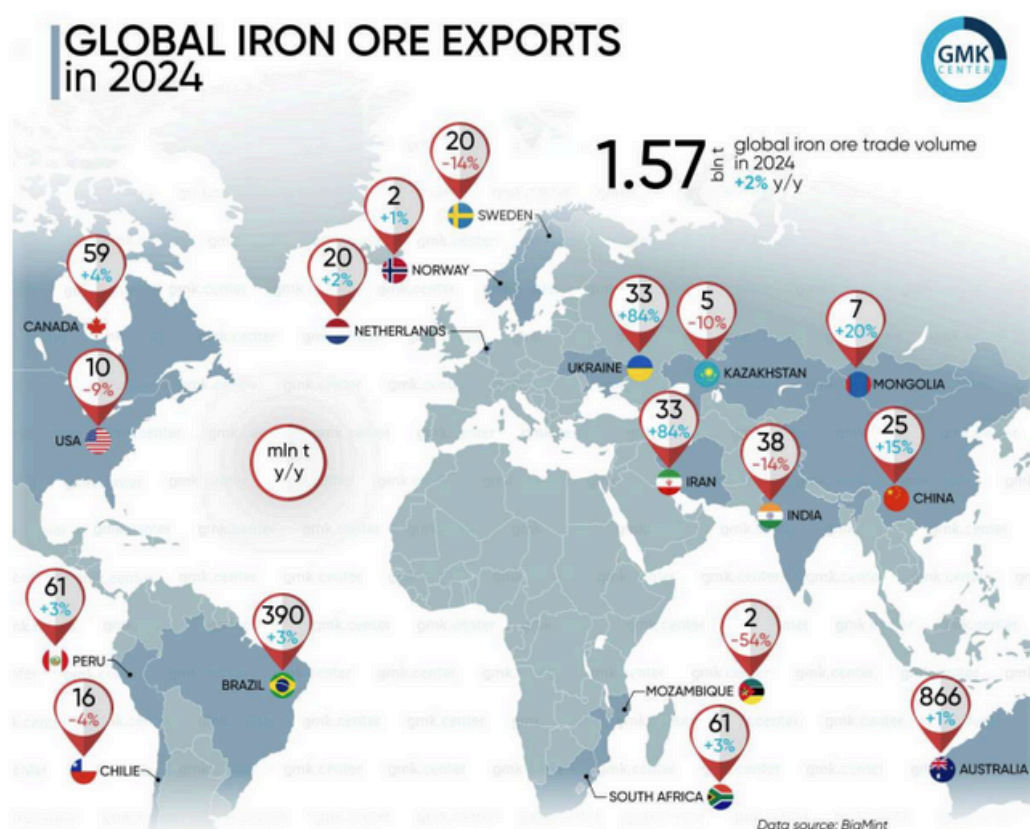 GLOBAL IRON ORE EXPORTS
in 2024
GMK
CENTER
1.57 bln t
global iron ore trade volume
in 2024
+2% y/y
20
-14%
SWEDEN
2
+1%
NORWAY
20
+2%
NETHERLANDS
59
+4%
CANADA
10
-9%
USA
mln t
y/y
33
+84%
UKRAINE
5
-10%
KAZAKHSTAN
7
+20%
MONGOLIA
33
+84%
IRAN
38
-14%
INDIA
25
+15%
CHINA
61
+3%
PERU
16
-4%
CHILIE
390
+3%
BRAZIL
2
-54%
MOZAMBIQUE
61
+3%
SOUTH AFRICA
866
+1%
AUSTRALIA
gmk.center
Data source: BigMint